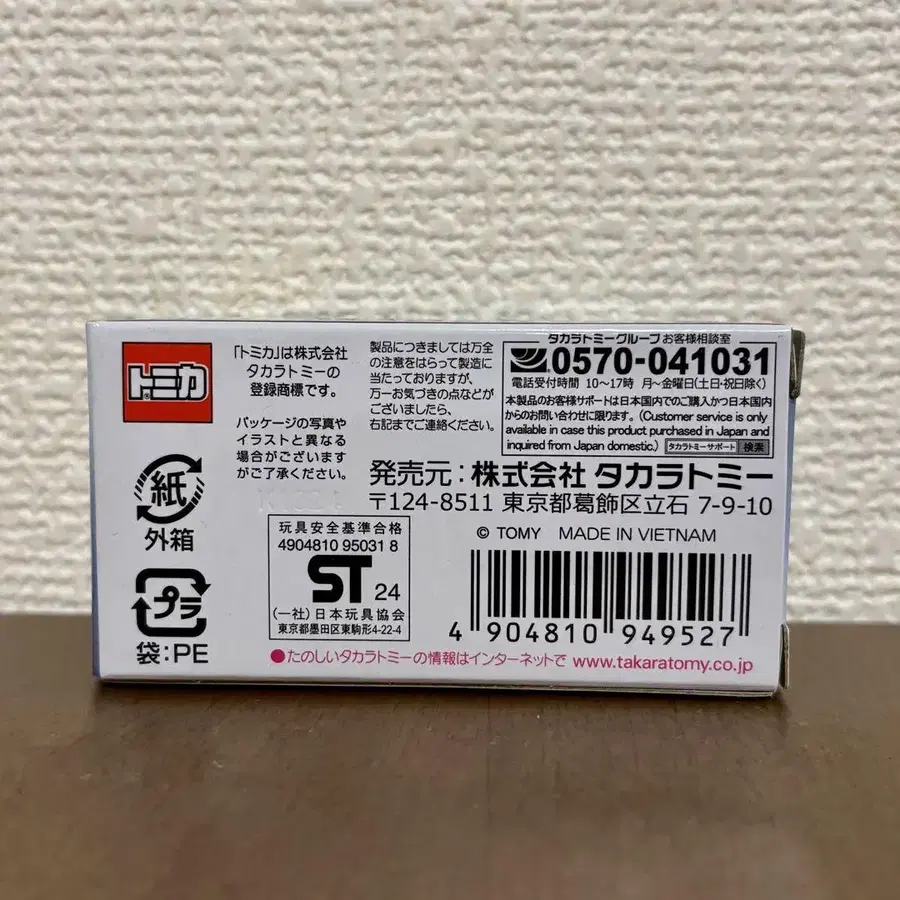 トミカ
「トミカ」は株式会社
タカラトミーの
登録商標です。
パッケージの写真や
イラストと異なる
場合がございます
がご了承ください。
製品につきましては万全
の注意をはらって製造に
当たっておりますが、
万一お気づきの点などが
ございましたら、
右記までご連絡ください。
タカラトミーグループ お客様相談室
0570-041031
電話受付時間 10～17時 月～金曜日(土日・祝日除く)
本製品のお客様サポートは日本国内でのご購入かつ日本国内
からのお問い合わせに限ります。(Customer service is only
available in case this product purchased in Japan and
inquired from Japan domestic.) タカラトミーサポート 検索
発売元：株式会社 タカラトミー
〒124-8511 東京都葛飾区立石 7-9-10
紙
外箱
プラ
袋：PE
玩具安全基準合格
4904810 95031 8
ST 24
(一社)日本玩具協会
東京都墨田区東駒形4-22-4
© TOMY MADE IN VIETNAM
4 904810 949527
●たのしいタカラトミーの情報はインターネットで www.takaratomy.co.jp